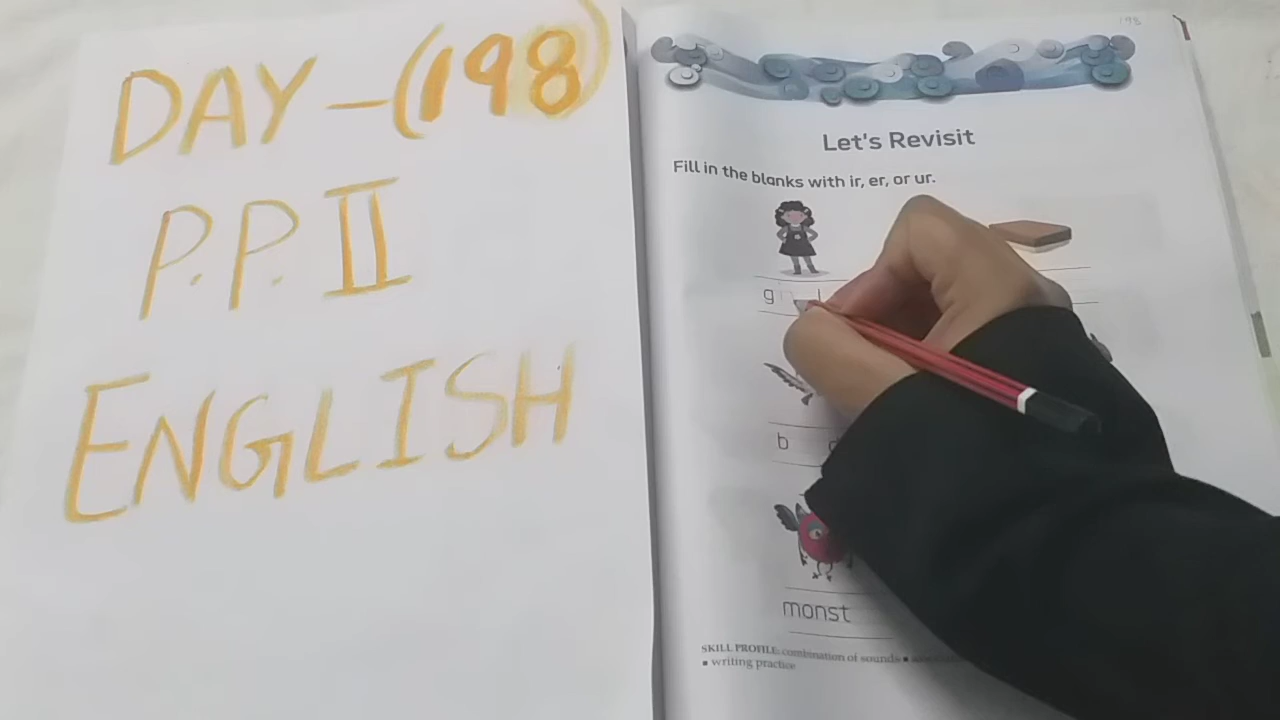 DAY-(198)
P.P. II
ENGLISH
198
Let's Revisit
Fill in the blanks with ir, er, or ur.
g l
b d
monst
SKILL PROFILE: combination of sounds ▪
▪ writing practice